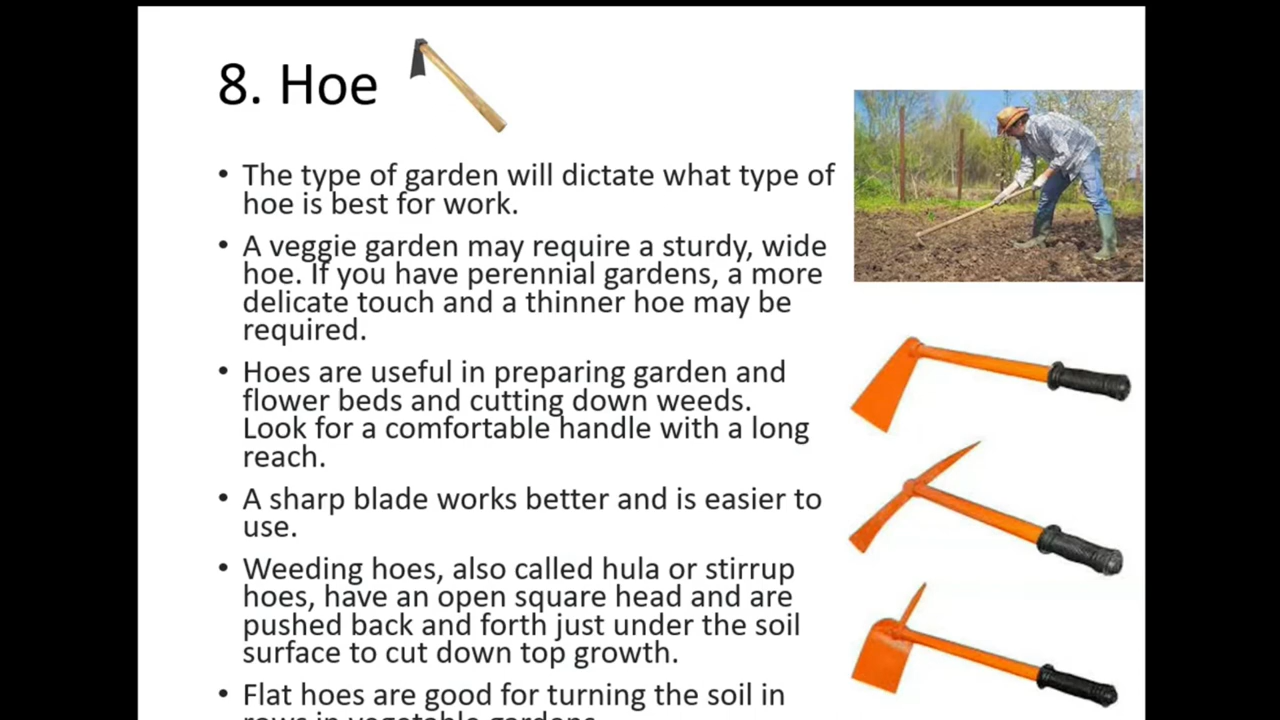 8. Hoe
• The type of garden will dictate what type of
hoe is best for work.
• A veggie garden may require a sturdy, wide
hoe. If you have perennial gardens, a more
delicate touch and a thinner hoe may be
required.
• Hoes are useful in preparing garden and
flower beds and cutting down weeds.
Look for a comfortable handle with a long
reach.
• A sharp blade works better and is easier to
use.
• Weeding hoes, also called hula or stirrup
hoes, have an open square head and are
pushed back and forth just under the soil
surface to cut down top growth.
• Flat hoes are good for turning the soil in
rows in vegetable gardens.